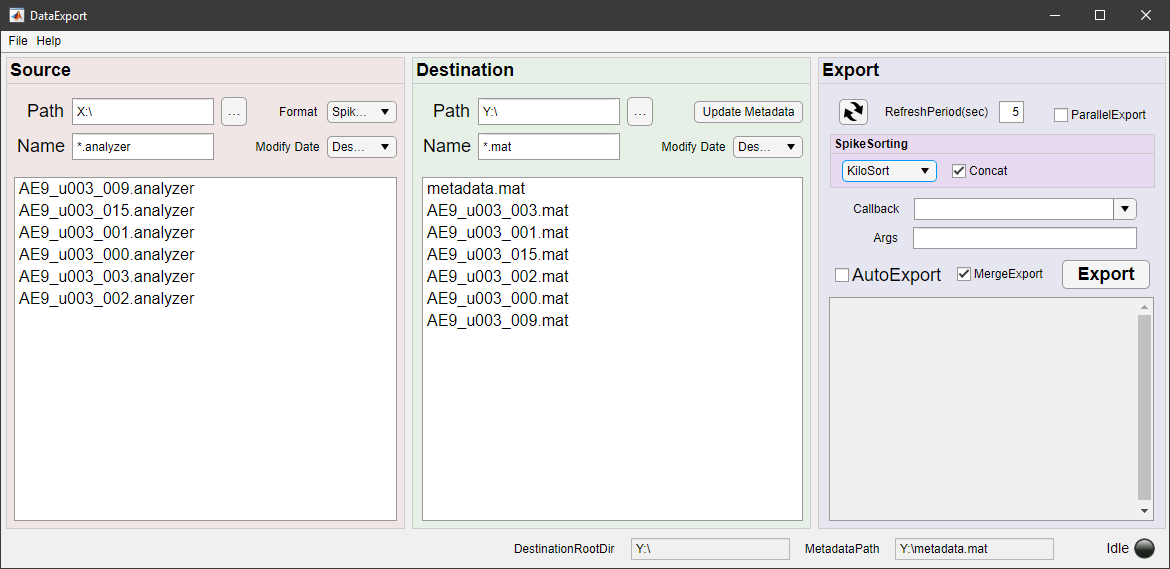 DataExport
File Help
Source
Path X:\ ... Format Spik...
Name *.analyzer Modify Date Des...
AE9_u003_009.analyzer
AE9_u003_015.analyzer
AE9_u003_001.analyzer
AE9_u003_000.analyzer
AE9_u003_003.analyzer
AE9_u003_002.analyzer
Destination
Path Y:\ ... Update Metadata
Name *.mat Modify Date Des...
metadata.mat
AE9_u003_003.mat
AE9_u003_001.mat
AE9_u003_015.mat
AE9_u003_002.mat
AE9_u003_000.mat
AE9_u003_009.mat
Export
RefreshPeriod(sec) 5 ParallelExport
SpikeSorting
KiloSort Concat
Callback
Args
AutoExport MergeExport Export
DestinationRootDir Y:\ MetadataPath Y:\metadata.mat Idle